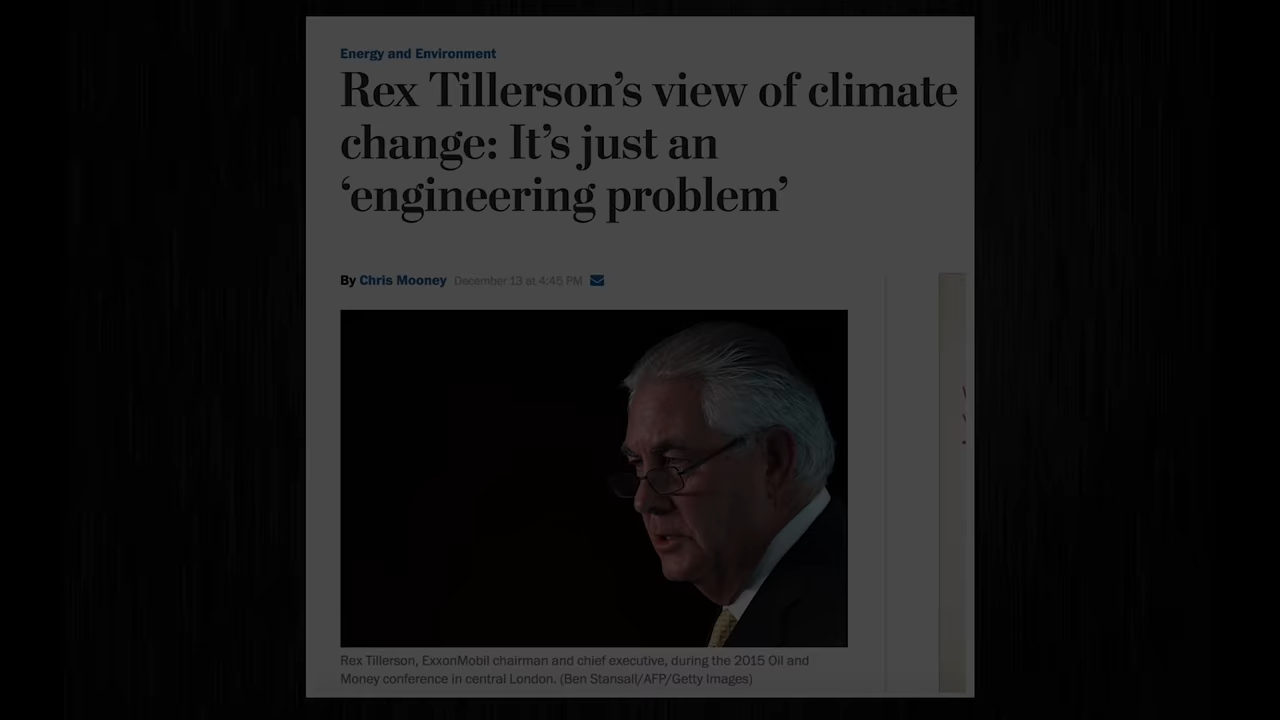 Energy and Environment
Rex Tillerson’s view of climate
change: It’s just an
‘engineering problem’
By Chris Mooney December 13 at 4:45 PM
Rex Tillerson, ExxonMobil chairman and chief executive, during the 2015 Oil and
Money conference in central London. (Ben Stansall/AFP/Getty Images)